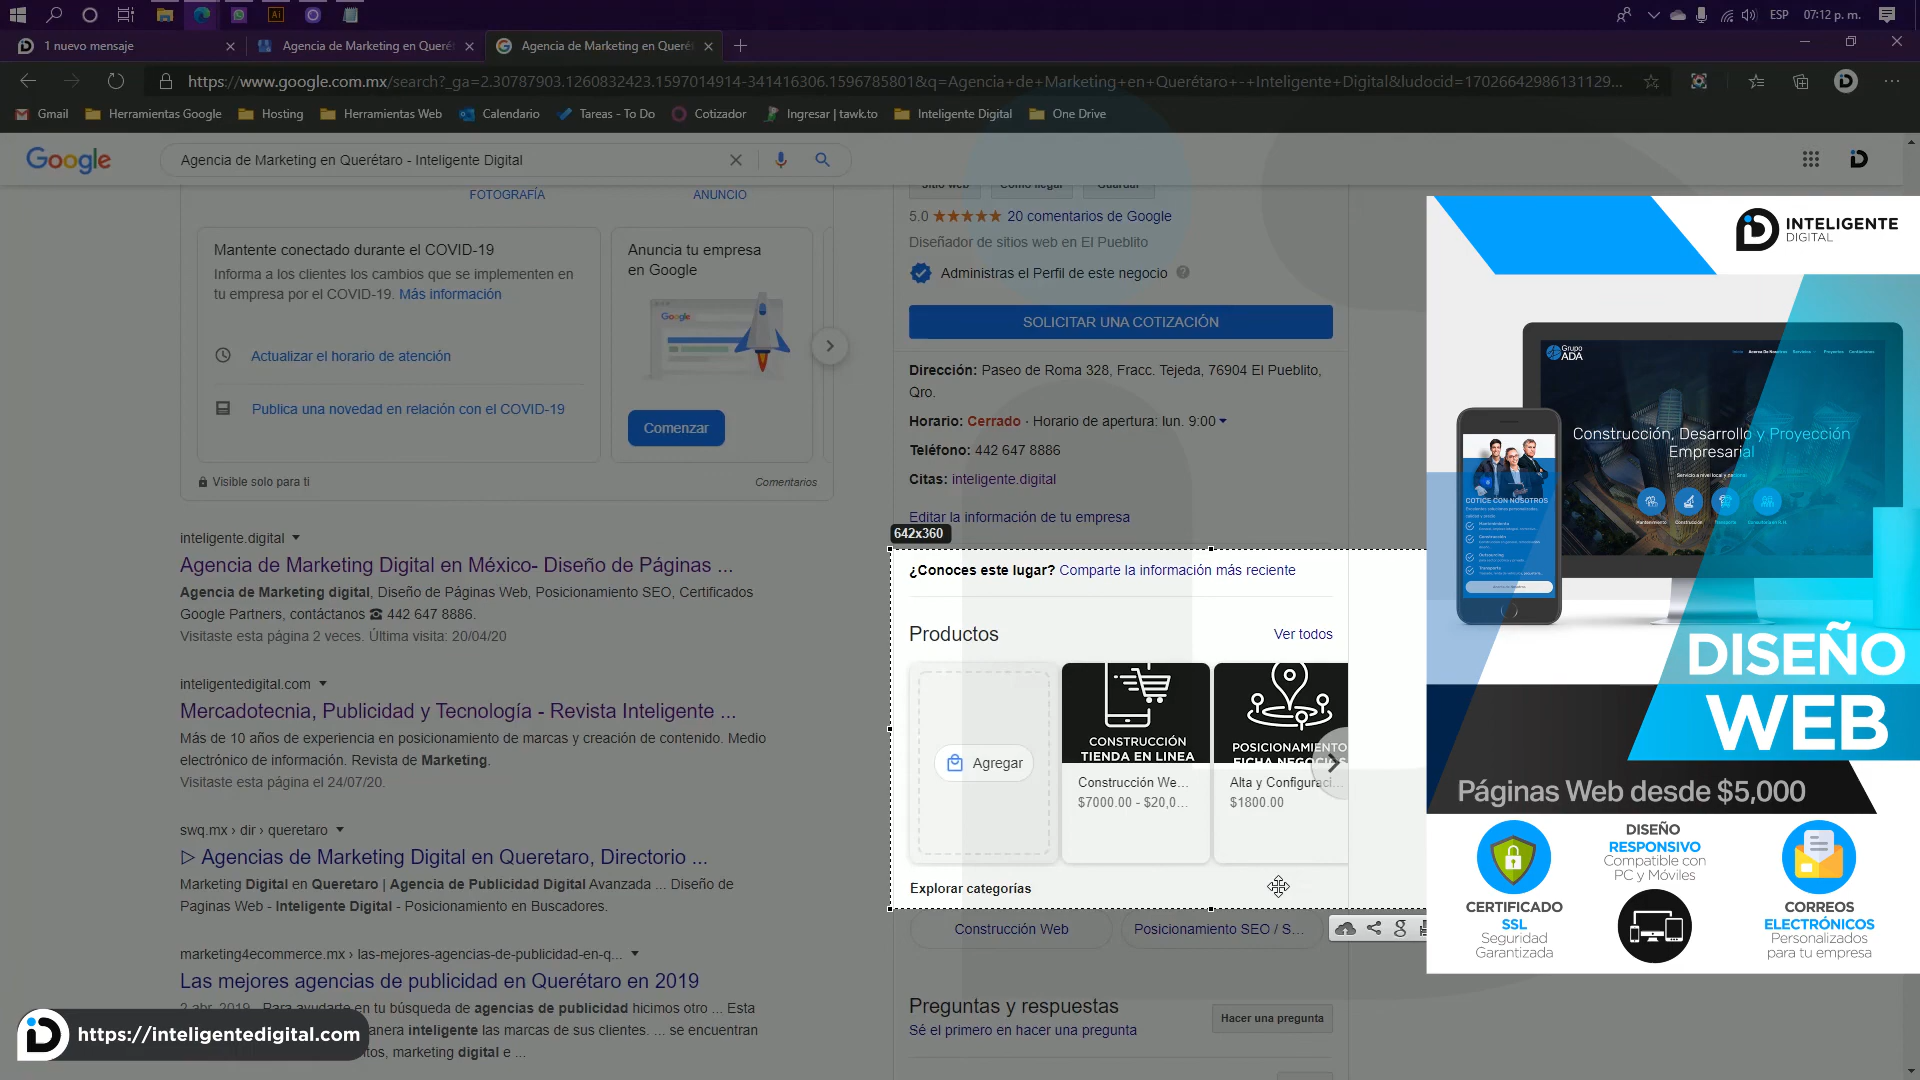 ESP
07:12 p. m.
1 nuevo mensaje
Agencia de Marketing en Queré
Agencia de Marketing en Queré
https://www.google.com.mx/search?_ga=2.30787903.1260832423.1597014914-341416306.1596785801&q=Agencia+de+Marketing+en+Querétaro+-+Inteligente+Digital&ludocid=17026642986131129...
Gmail
Herramientas Google
Hosting
Herramientas Web
Calendario
Tareas - To Do
Cotizador
Ingresar | tawk.to
Inteligente Digital
One Drive
Google
Agencia de Marketing en Querétaro - Inteligente Digital
FOTOGRAFÍA
ANUNCIO
Mantente conectado durante el COVID-19
Informa a los clientes los cambios que se implementen en
tu empresa por el COVID-19. Más información
Actualizar el horario de atención
Publica una novedad en relación con el COVID-19
Anuncia tu empresa
en Google
Google
Comenzar
Visible solo para ti
Comentarios
inteligente.digital
Agencia de Marketing Digital en México- Diseño de Páginas ...
Agencia de Marketing digital, Diseño de Páginas Web, Posicionamiento SEO, Certificados
Google Partners, contáctanos ☎ 442 647 8886.
Visitaste esta página 2 veces. Última visita: 20/04/20
inteligentedigital.com
Mercadotecnia, Publicidad y Tecnología - Revista Inteligente ...
Más de 10 años de experiencia en posicionamiento de marcas y creación de contenido. Medio
electrónico de información. Revista de Marketing.
Visitaste esta página el 24/07/20.
swq.mx › dir › queretaro
▷ Agencias de Marketing Digital en Queretaro, Directorio ...
Marketing Digital en Queretaro | Agencia de Publicidad Digital Avanzada ... Diseño de
Paginas Web - Inteligente Digital - Posicionamiento en Buscadores.
marketing4ecommerce.mx › las-mejores-agencias-de-publicidad-en-q...
Las mejores agencias de publicidad en Querétaro en 2019
2 abr. 2019 - Para ayudarte en tu búsqueda de agencias de publicidad hicimos otro ... Esta
anera inteligente las marcas de sus clientes. ... se encuentran
tos, marketing digital e ...
https://inteligentedigital.com
Sitio web
Cómo llegar
Guardar
5.0 ★★★★★ 20 comentarios de Google
Diseñador de sitios web en El Pueblito
Administras el Perfil de este negocio
SOLICITAR UNA COTIZACIÓN
Dirección: Paseo de Roma 328, Fracc. Tejeda, 76904 El Pueblito,
Qro.
Horario: Cerrado · Horario de apertura: lun. 9:00
Teléfono: 442 647 8886
Citas: inteligente.digital
Editar la información de tu empresa
642x360
¿Conoces este lugar? Comparte la información más reciente
Productos
Ver todos
Agregar
CONSTRUCCIÓN
TIENDA EN LINEA
Construcción We...
$7000.00 - $20,0...
POSICIONAMIENTO
FICHA NEGOCIO
Alta y Configuraci...
$1800.00
Explorar categorías
Construcción Web
Posicionamiento SEO / S...
Preguntas y respuestas
Sé el primero en hacer una pregunta
Hacer una pregunta
INTELIGENTE
DIGITAL
Grupo
ADA
Construcción, Desarrollo y Proyección
Empresarial
COTICE CON NOSOTROS
DISEÑO
WEB
Páginas Web desde $5,000
CERTIFICADO
SSL
Seguridad
Garantizada
DISEÑO
RESPONSIVO
Compatible con
PC y Móviles
CORREOS
ELECTRÓNICOS
Personalizados
para tu empresa